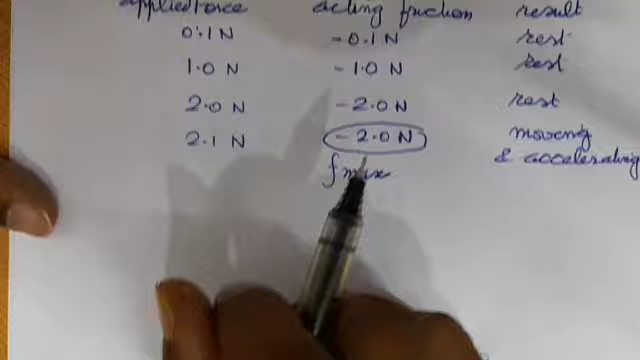 applied force acting friction result
0.1 N -0.1 N rest
1.0 N -1.0 N rest
2.0 N -2.0 N rest
2.1 N -2.0 N moving
& accelerating
f max